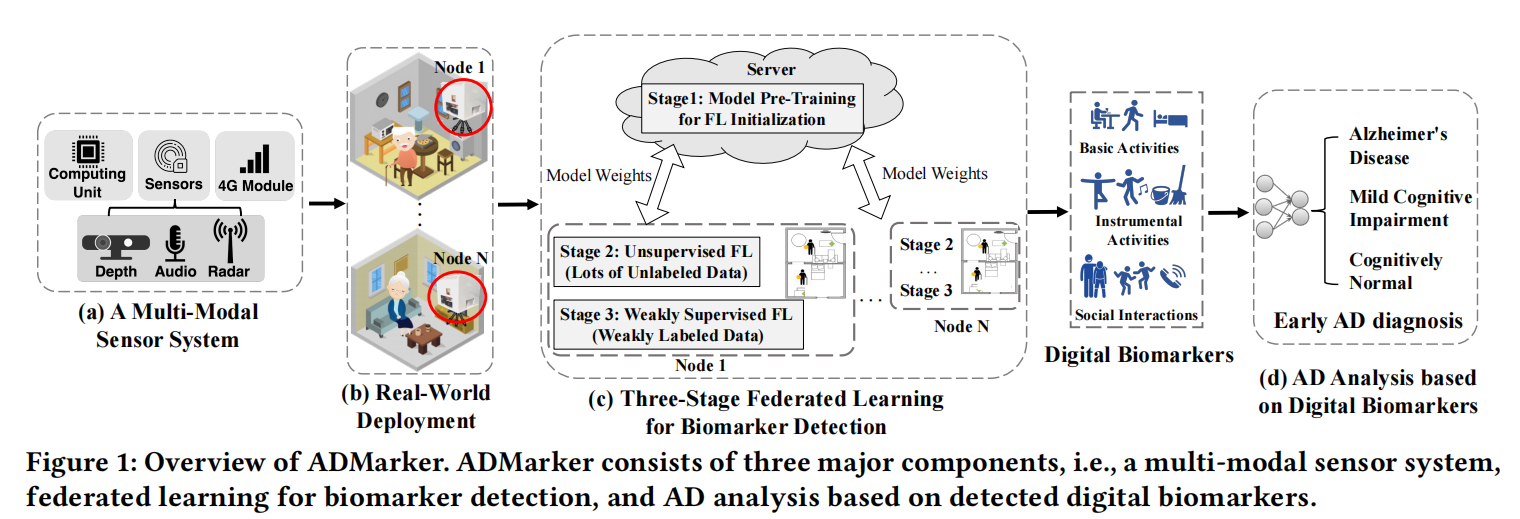 Computing
Unit
Sensors
4G Module
Depth
Audio
Radar
(a) A Multi-Modal
Sensor System
Node 1
Node N
(b) Real-World
Deployment
Server
Stage1: Model Pre-Training
for FL Initialization
Model Weights
Model Weights
Stage 2: Unsupervised FL
(Lots of Unlabeled Data)
Stage 3: Weakly Supervised FL
(Weakly Labeled Data)
Node 1
...
Stage 2
...
Stage 3
Node N
(c) Three-Stage Federated Learning
for Biomarker Detection
Basic Activities
Instrumental
Activities
Social Interactions
Digital Biomarkers
Alzheimer's
Disease
Mild Cognitive
Impairment
Cognitively
Normal
Early AD diagnosis
(d) AD Analysis based
on Digital Biomarkers
Figure 1: Overview of ADMarker. ADMarker consists of three major components, i.e., a multi-modal sensor system,
federated learning for biomarker detection, and AD analysis based on detected digital biomarkers.